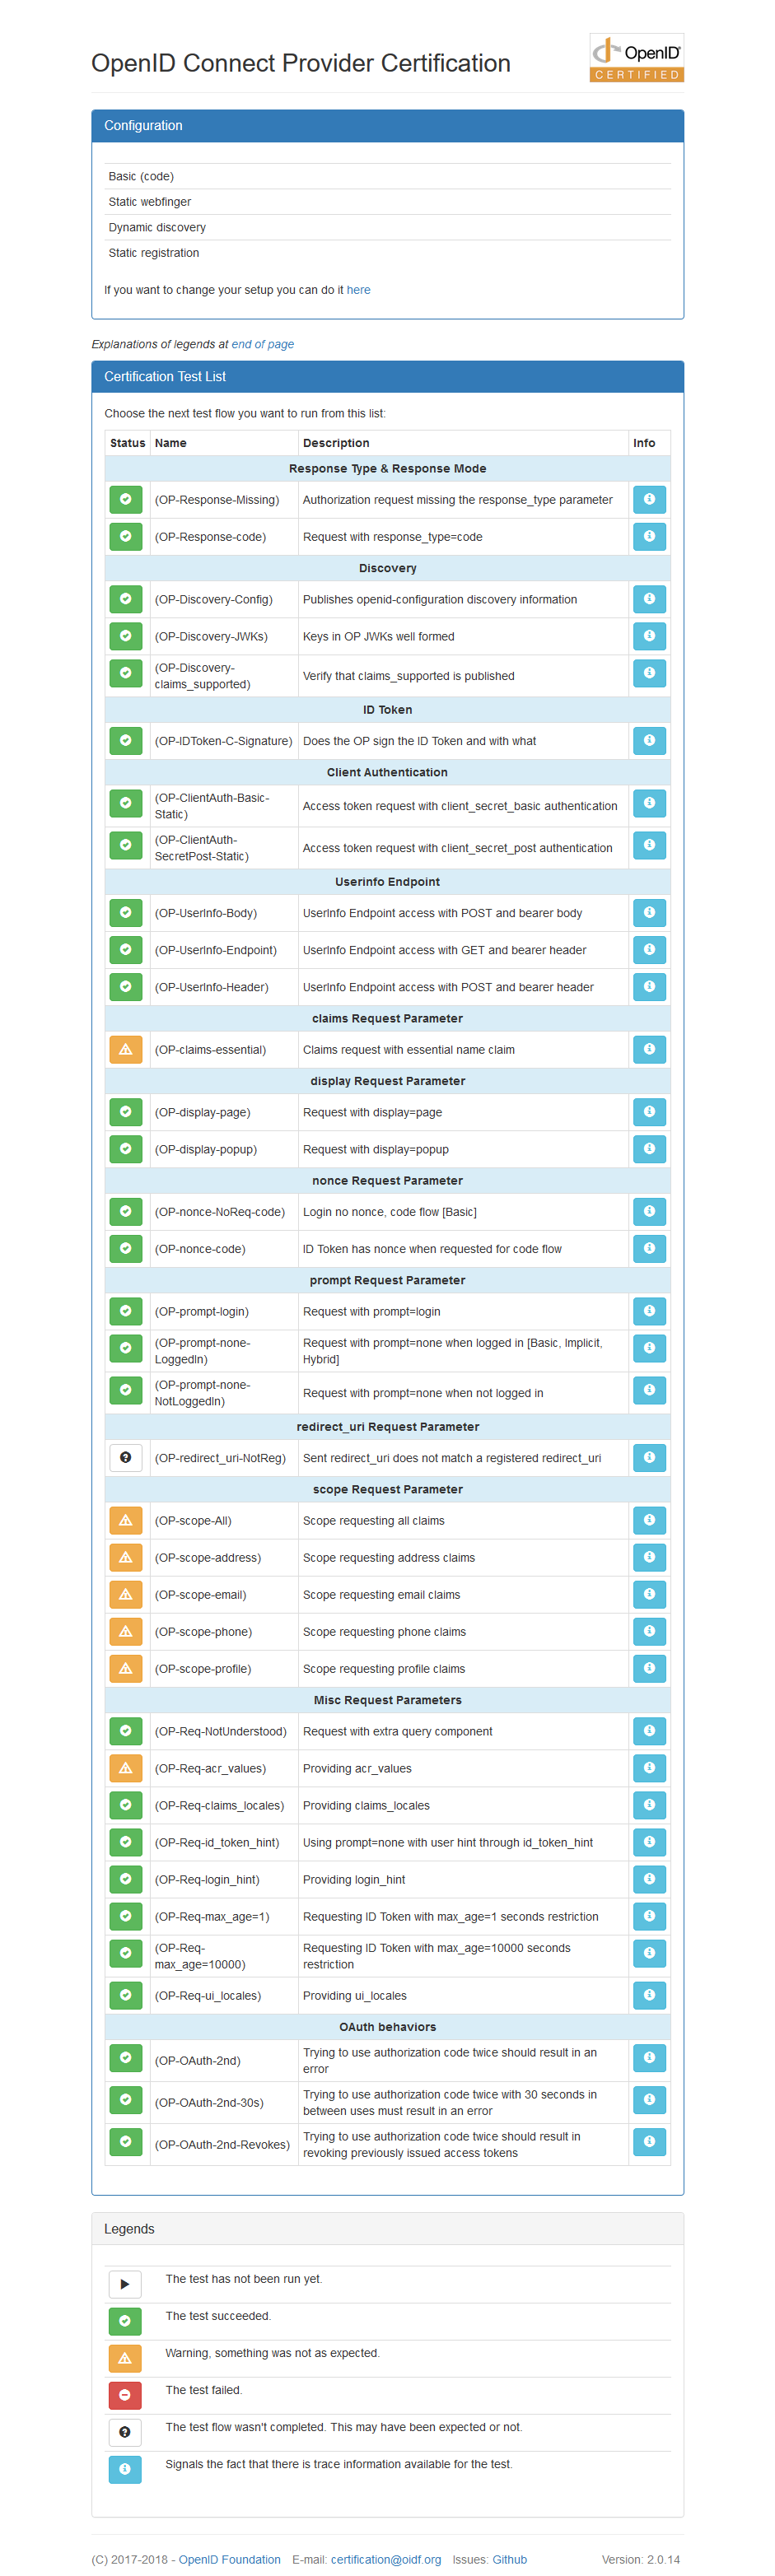 OpenID Connect Provider Certification
OpenID®
CERTIFIED
Configuration
Basic (code)
Static webfinger
Dynamic discovery
Static registration
If you want to change your setup you can do it here
Explanations of legends at end of page
Certification Test List
Choose the next test flow you want to run from this list:
Status Name Description Info
Response Type & Response Mode
(OP-Response-Missing) Authorization request missing the response_type parameter
(OP-Response-code) Request with response_type=code
Discovery
(OP-Discovery-Config) Publishes openid-configuration discovery information
(OP-Discovery-JWKs) Keys in OP JWKs well formed
(OP-Discovery-
claims_supported) Verify that claims_supported is published
ID Token
(OP-IDToken-C-Signature) Does the OP sign the ID Token and with what
Client Authentication
(OP-ClientAuth-Basic-
Static) Access token request with client_secret_basic authentication
(OP-ClientAuth-
SecretPost-Static) Access token request with client_secret_post authentication
Userinfo Endpoint
(OP-UserInfo-Body) UserInfo Endpoint access with POST and bearer body
(OP-UserInfo-Endpoint) UserInfo Endpoint access with GET and bearer header
(OP-UserInfo-Header) UserInfo Endpoint access with POST and bearer header
claims Request Parameter
(OP-claims-essential) Claims request with essential name claim
display Request Parameter
(OP-display-page) Request with display=page
(OP-display-popup) Request with display=popup
nonce Request Parameter
(OP-nonce-NoReq-code) Login no nonce, code flow [Basic]
(OP-nonce-code) ID Token has nonce when requested for code flow
prompt Request Parameter
(OP-prompt-login) Request with prompt=login
(OP-prompt-none-
LoggedIn) Request with prompt=none when logged in [Basic, Implicit,
Hybrid]
(OP-prompt-none-
NotLoggedIn) Request with prompt=none when not logged in
redirect_uri Request Parameter
(OP-redirect_uri-NotReg) Sent redirect_uri does not match a registered redirect_uri
scope Request Parameter
(OP-scope-All) Scope requesting all claims
(OP-scope-address) Scope requesting address claims
(OP-scope-email) Scope requesting email claims
(OP-scope-phone) Scope requesting phone claims
(OP-scope-profile) Scope requesting profile claims
Misc Request Parameters
(OP-Req-NotUnderstood) Request with extra query component
(OP-Req-acr_values) Providing acr_values
(OP-Req-claims_locales) Providing claims_locales
(OP-Req-id_token_hint) Using prompt=none with user hint through id_token_hint
(OP-Req-login_hint) Providing login_hint
(OP-Req-max_age=1) Requesting ID Token with max_age=1 seconds restriction
(OP-Req-
max_age=10000) Requesting ID Token with max_age=10000 seconds
restriction
(OP-Req-ui_locales) Providing ui_locales
OAuth behaviors
(OP-OAuth-2nd) Trying to use authorization code twice should result in an
error
(OP-OAuth-2nd-30s) Trying to use authorization code twice with 30 seconds in
between uses must result in an error
(OP-OAuth-2nd-Revokes) Trying to use authorization code twice should result in
revoking previously issued access tokens
Legends
The test has not been run yet.
The test succeeded.
Warning, something was not as expected.
The test failed.
The test flow wasn't completed. This may have been expected or not.
Signals the fact that there is trace information available for the test.
(C) 2017-2018 - OpenID Foundation E-mail: certification@oidf.org Issues: Github Version: 2.0.14